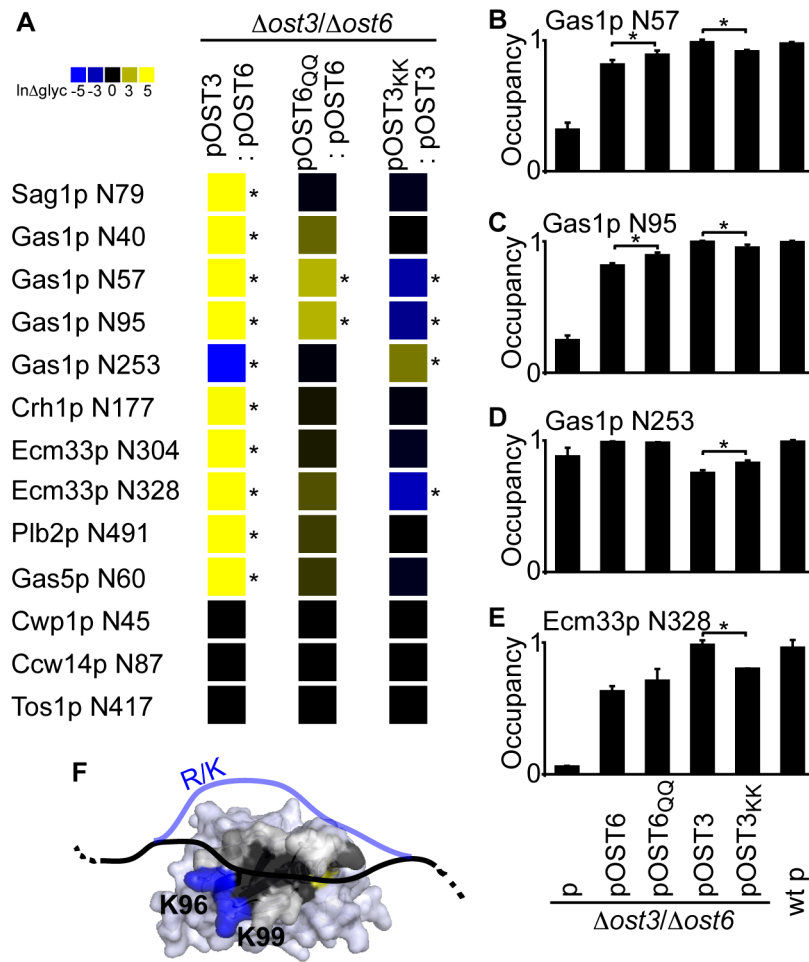 A
Δost3/Δost6
lnΔglyc -5 -3 0 3 5
pOST3 : pOST6
pOST6QQ : pOST6
pOST3KK : pOST3
Sag1p N79 *
Gas1p N40 *
Gas1p N57 * * *
Gas1p N95 * * *
Gas1p N253 * *
Crh1p N177 *
Ecm33p N304 *
Ecm33p N328 * *
Plb2p N491 *
Gas5p N60 *
Cwp1p N45
Ccw14p N87
Tos1p N417
B
Gas1p N57
Occupancy
1
0
* *
C
Gas1p N95
Occupancy
1
0
* *
D
Gas1p N253
Occupancy
1
0
*
E
Ecm33p N328
Occupancy
1
0
*
p
pOST6
pOST6QQ
pOST3
pOST3KK
wt p
Δost3/Δost6
F
R/K
K96
K99